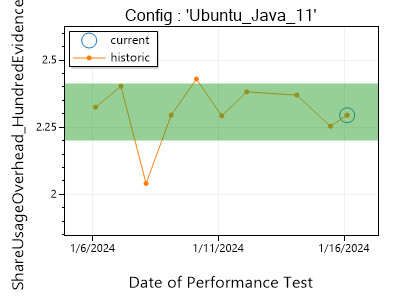 Config : 'Ubuntu_Java_11'
ShareUsageOverhead_HundredEvidence
current
historic
2.5
2.25
2
1/6/2024
1/11/2024
1/16/2024
Date of Performance Test